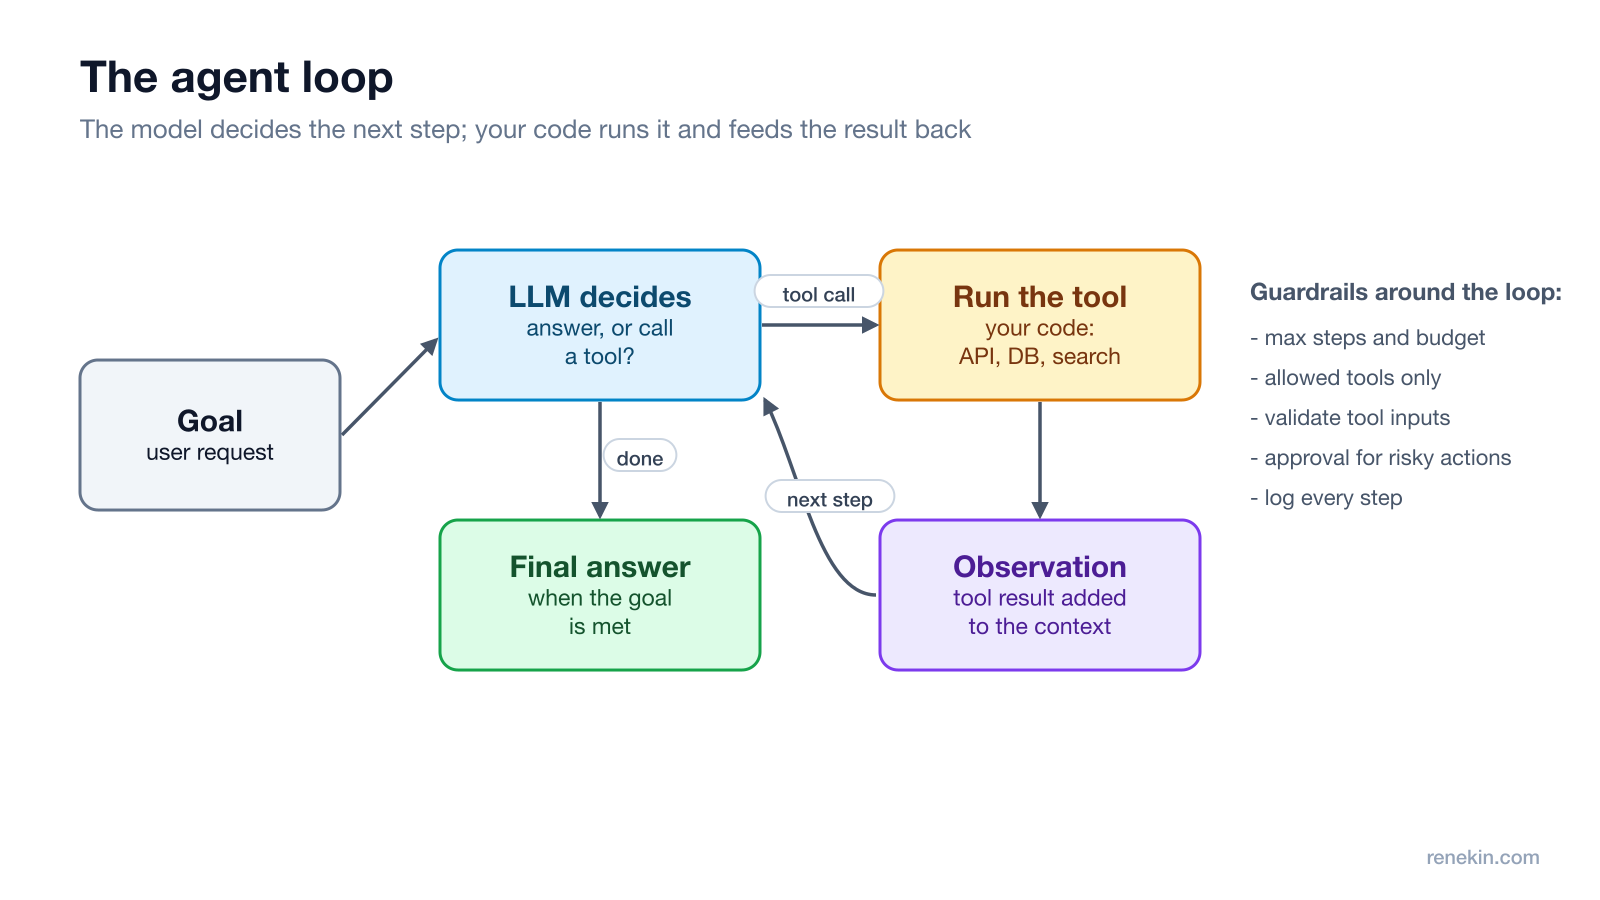 The agent loop
The model decides the next step; your code runs it and feeds the result back
Goal
user request
LLM decides
answer, or call
a tool?
tool call
Run the tool
your code:
API, DB, search
done
next step
Final answer
when the goal
is met
Observation
tool result added
to the context
Guardrails around the loop:
- max steps and budget
- allowed tools only
- validate tool inputs
- approval for risky actions
- log every step
renekin.com